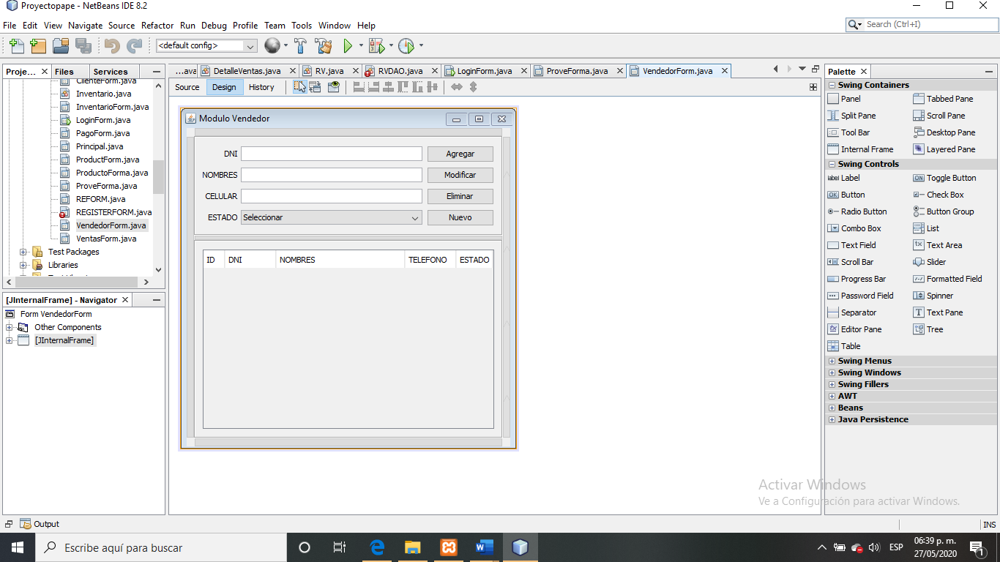 Proyectopape - NetBeans IDE 8.2
File Edit View Navigate Source Refactor Run Debug Profile Team Tools Window Help
Search (Ctrl+I)
<default config>
Proje... Files Services
ClienteForm.java
Inventario.java
InventarioForm.java
LoginForm.java
PagoForm.java
Principal.java
ProductForm.java
ProductoForma.java
ProveForma.java
REFORM.java
REGISTERFORM.java
VendedorForm.java
VentasForm.java
Test Packages
Libraries
[JInternalFrame] - Navigator
Form VendedorForm
Other Components
[JInternalFrame]
...ava DetalleVentas.java RV.java RVDAO.java LoginForm.java ProveForma.java VendedorForm.java
Source Design History
Modulo Vendedor
DNI Agregar
NOMBRES Modificar
CELULAR Eliminar
ESTADO Seleccionar Nuevo
ID DNI NOMBRES TELEFONO ESTADO
Palette
Swing Containers
Panel Tabbed Pane
Split Pane Scroll Pane
Tool Bar Desktop Pane
Internal Frame Layered Pane
Swing Controls
Label Toggle Button
Button Check Box
Radio Button Button Group
Combo Box List
Text Field Text Area
Scroll Bar Slider
Progress Bar Formatted Field
Password Field Spinner
Separator Text Pane
Editor Pane Tree
Table
Swing Menus
Swing Windows
Swing Fillers
AWT
Beans
Java Persistence
Activar Windows
Ve a Configuración para activar Windows.
Output
INS
Escribe aquí para buscar
ESP
06:39 p. m.
27/05/2020
1